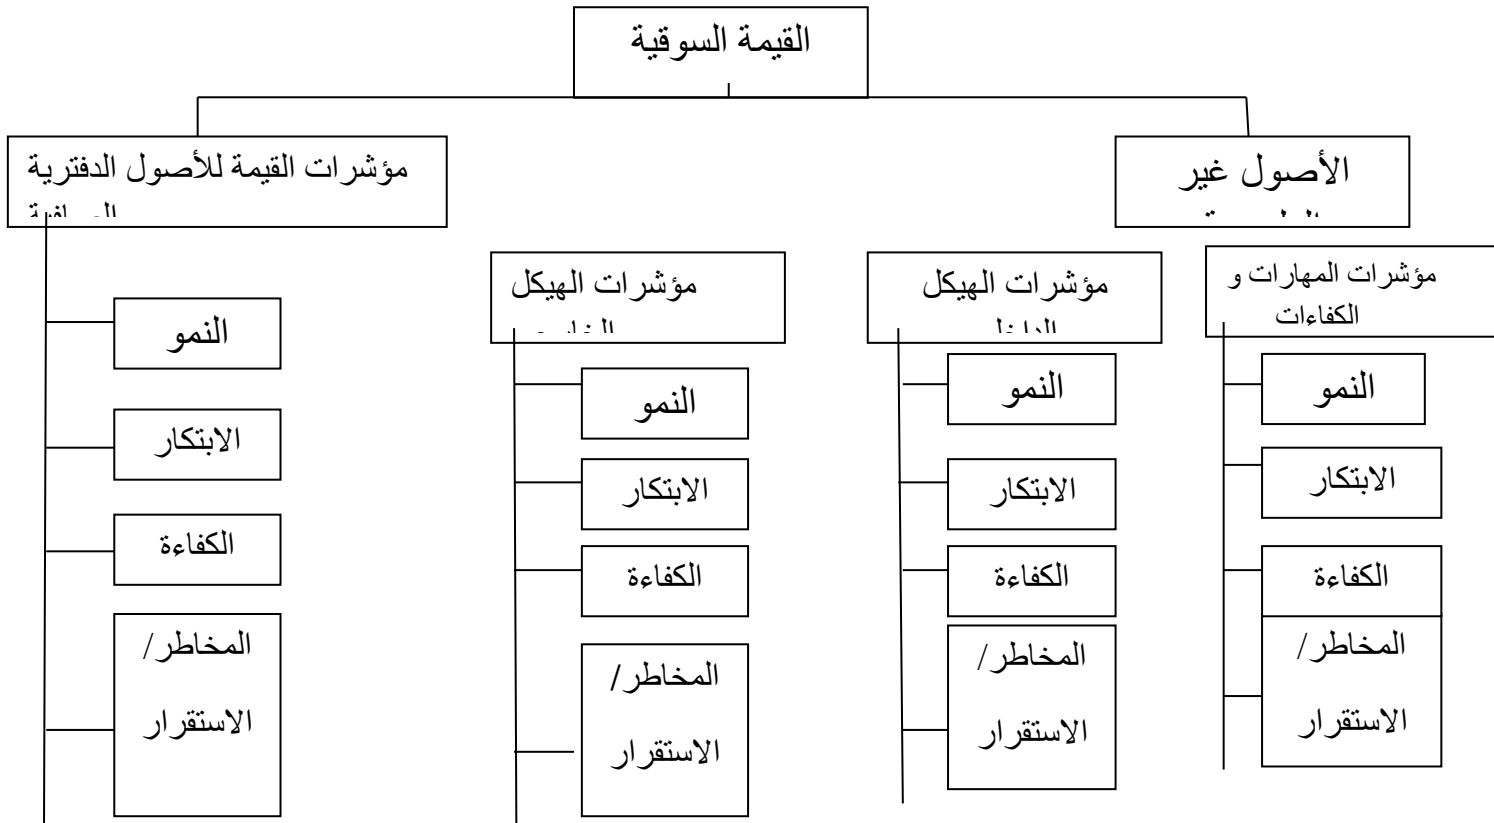 القيمة السوقية
الأصول غير
مؤشرات القيمة للأصول الدفترية
مؤشرات المهارات و
الكفاءات
النمو
الابتكار
الكفاءة
المخاطر/
الاستقرار
مؤشرات الهيكل
النمو
الابتكار
الكفاءة
المخاطر/
الاستقرار
مؤشرات الهيكل
النمو
الابتكار
الكفاءة
المخاطر/
الاستقرار
النمو
الابتكار
الكفاءة
المخاطر/
الاستقرار